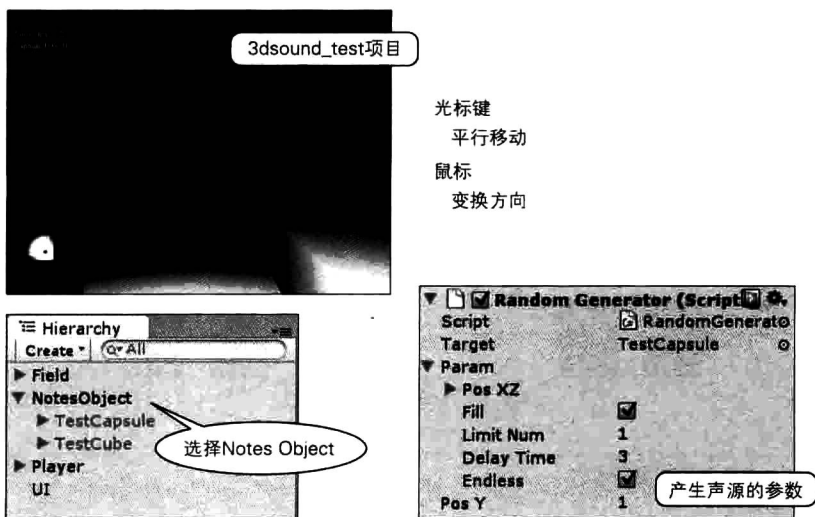 3dsound_test项目
光标键
平行移动
鼠标
变换方向
Hierarchy
Create All
Field
NotesObject
TestCapsule
TestCube
Player
UI
选择Notes Object
Random Generator (Script)
Script RandomGenerato
Target TestCapsule
Param
Pos XZ
Fill
Limit Num 1
Delay Time 3
Endless
Pos Y 1
产生声源的参数